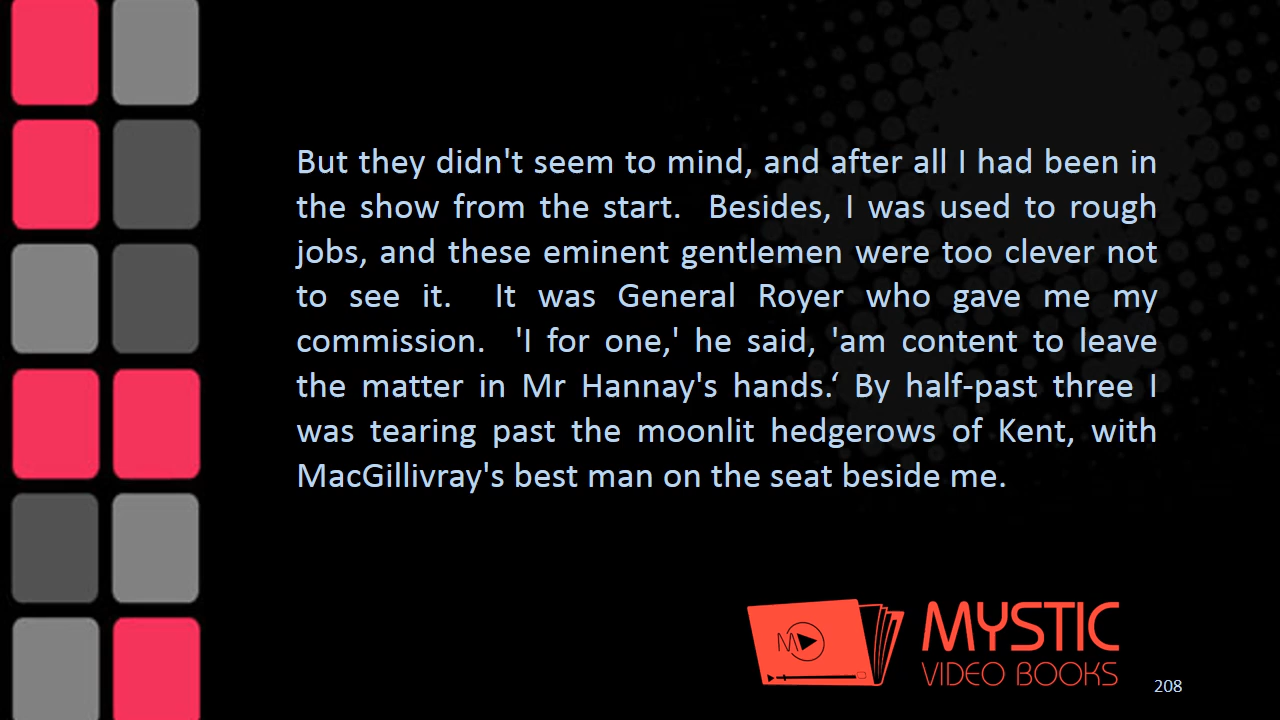 But they didn't seem to mind, and after all I had been in
the show from the start.  Besides, I was used to rough
jobs, and these eminent gentlemen were too clever not
to see it.  It was General Royer who gave me my
commission.  'I for one,' he said, 'am content to leave
the matter in Mr Hannay's hands.‘ By half-past three I
was tearing past the moonlit hedgerows of Kent, with
MacGillivray's best man on the seat beside me.
M
MYSTIC
VIDEO BOOKS
208